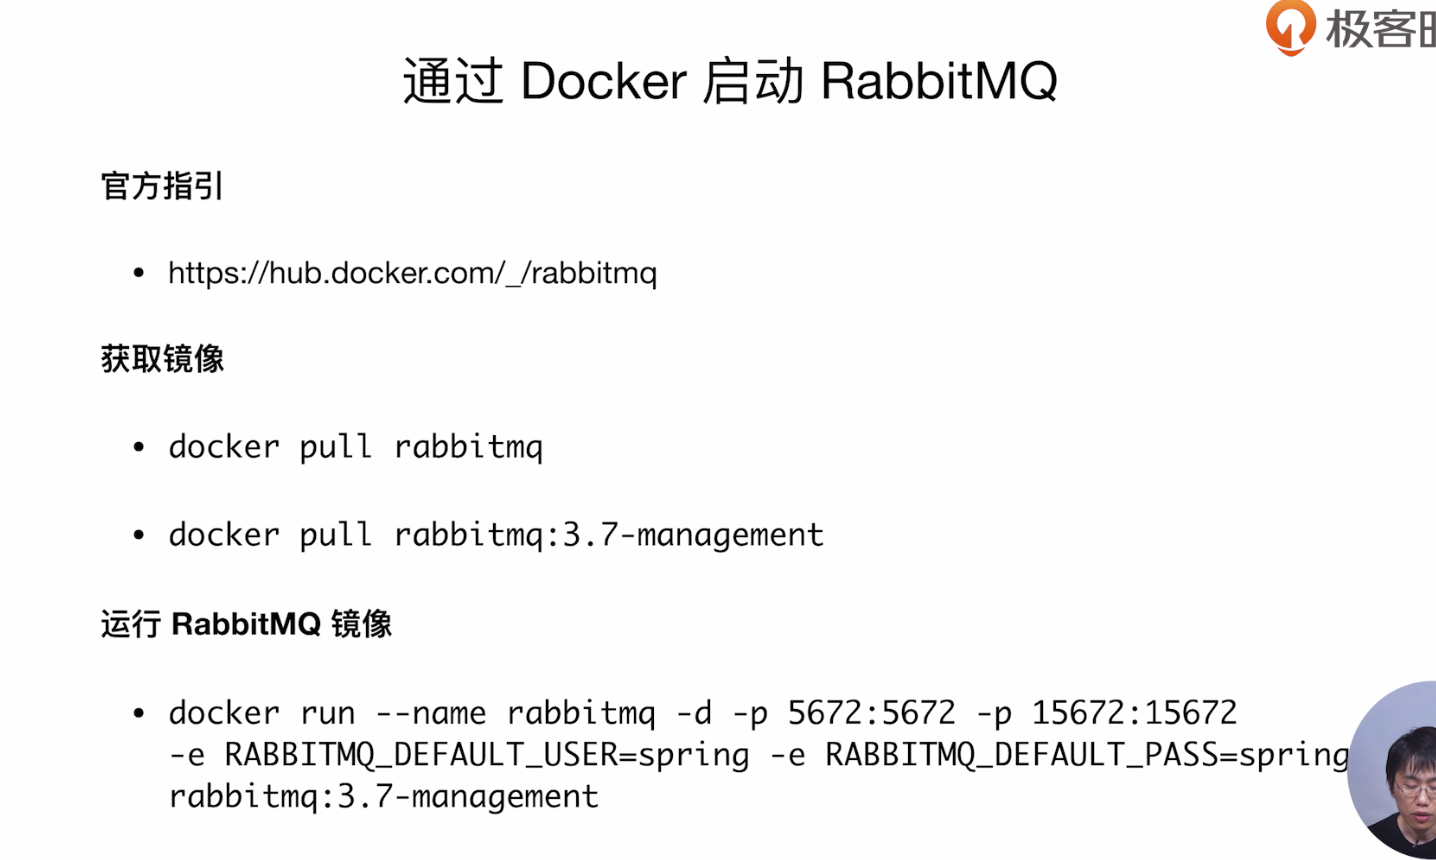 极客
通过 Docker 启动 RabbitMQ
官方指引
• https://hub.docker.com/_/rabbitmq
获取镜像
• docker pull rabbitmq
• docker pull rabbitmq:3.7-management
运行 RabbitMQ 镜像
• docker run --name rabbitmq -d -p 5672:5672 -p 15672:15672
-e RABBITMQ_DEFAULT_USER=spring -e RABBITMQ_DEFAULT_PASS=spring
rabbitmq:3.7-management